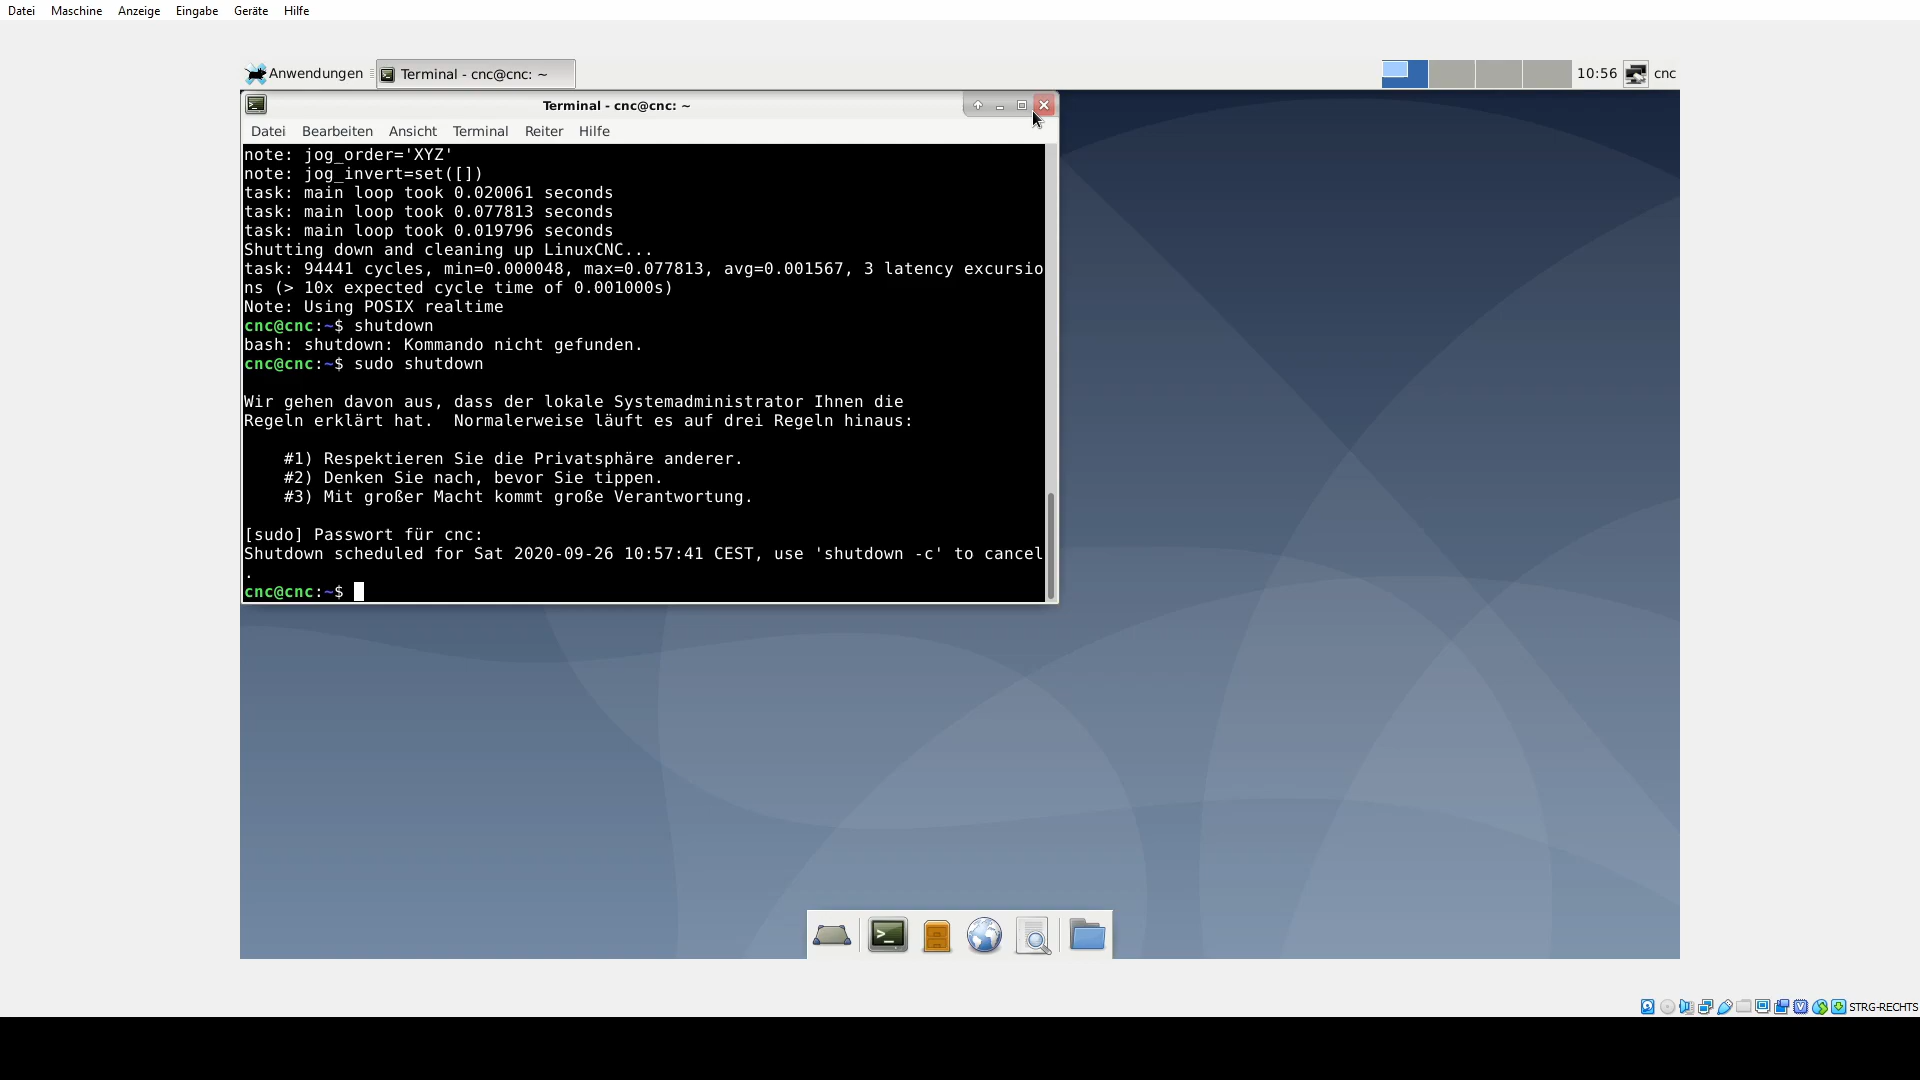 Datei Maschine Anzeige Eingabe Geräte Hilfe
Anwendungen Terminal - cnc@cnc: ~ 10:56 cnc
Terminal - cnc@cnc: ~
Datei Bearbeiten Ansicht Terminal Reiter Hilfe
note: jog_order='XYZ'
note: jog_invert=set([])
task: main loop took 0.020061 seconds
task: main loop took 0.077813 seconds
task: main loop took 0.019796 seconds
Shutting down and cleaning up LinuxCNC...
task: 94441 cycles, min=0.000048, max=0.077813, avg=0.001567, 3 latency excursio
ns (> 10x expected cycle time of 0.001000s)
Note: Using POSIX realtime
cnc@cnc:~$ shutdown
bash: shutdown: Kommando nicht gefunden.
cnc@cnc:~$ sudo shutdown
Wir gehen davon aus, dass der lokale Systemadministrator Ihnen die
Regeln erklärt hat.  Normalerweise läuft es auf drei Regeln hinaus:
#1) Respektieren Sie die Privatsphäre anderer.
#2) Denken Sie nach, bevor Sie tippen.
#3) Mit großer Macht kommt große Verantwortung.
[sudo] Passwort für cnc:
Shutdown scheduled for Sat 2020-09-26 10:57:41 CEST, use 'shutdown -c' to cancel
.
cnc@cnc:~$
STRG-RECHTS